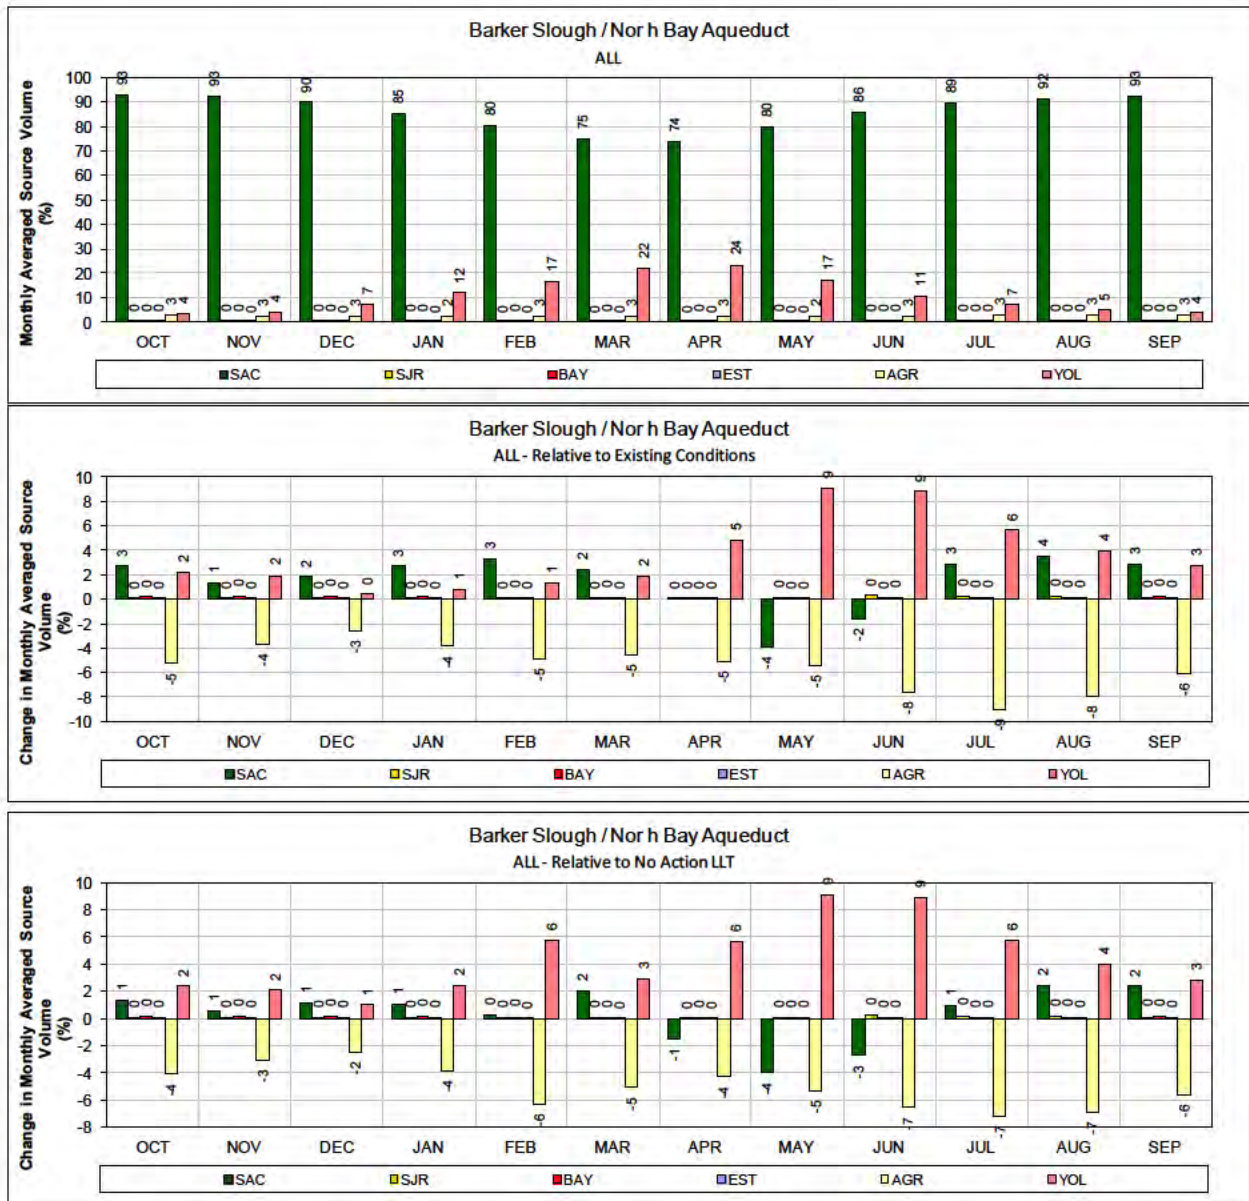 Barker Slough / Nor h Bay Aqueduct
ALL
Monthly Averaged Source Volume
(%)
100
90
80
70
60
50
40
30
20
10
0
93 0 0 0 3 4
93 0 0 0 3 4
90 0 0 0 3 7
85 0 0 0 2 12
80 0 0 0 3 17
75 0 0 0 3 22
74 0 0 0 3 24
80 0 0 0 2 17
86 0 0 0 3 11
89 0 0 0 3 7
92 0 0 0 3 5
93 0 0 0 3 4
OCT NOV DEC JAN FEB MAR APR MAY JUN JUL AUG SEP
SAC SJR BAY EST AGR YOL
Barker Slough / Nor h Bay Aqueduct
ALL - Relative to Existing Conditions
Change in Monthly Averaged Source
Volume
(%)
10
8
6
4
2
0
-2
-4
-6
-8
-10
3 0 0 0 -5 2
1 0 0 0 -4 2
2 0 0 0 -3 0
3 0 0 0 -4 1
3 0 0 0 -5 1
2 0 0 0 -5 2
0 0 0 0 -5 5
-4 0 0 0 -5 9
-2 0 0 0 -8 9
3 0 0 0 -9 6
4 0 0 0 -8 4
3 0 0 0 -6 3
OCT NOV DEC JAN FEB MAR APR MAY JUN JUL AUG SEP
SAC SJR BAY EST AGR YOL
Barker Slough / Nor h Bay Aqueduct
ALL - Relative to No Action LLT
Change in Monthly Averaged Source
Volume
(%)
10
8
6
4
2
0
-2
-4
-6
-8
1 0 0 0 -4 2
1 0 0 0 -3 2
1 0 0 0 -2 1
1 0 0 0 -4 2
0 0 0 0 -6 6
2 0 0 0 -5 3
-1 0 0 0 -4 6
-4 0 0 0 -5 9
-3 0 0 0 -7 9
1 0 0 0 -7 6
2 0 0 0 -7 4
2 0 0 0 -6 3
OCT NOV DEC JAN FEB MAR APR MAY JUN JUL AUG SEP
SAC SJR BAY EST AGR YOL